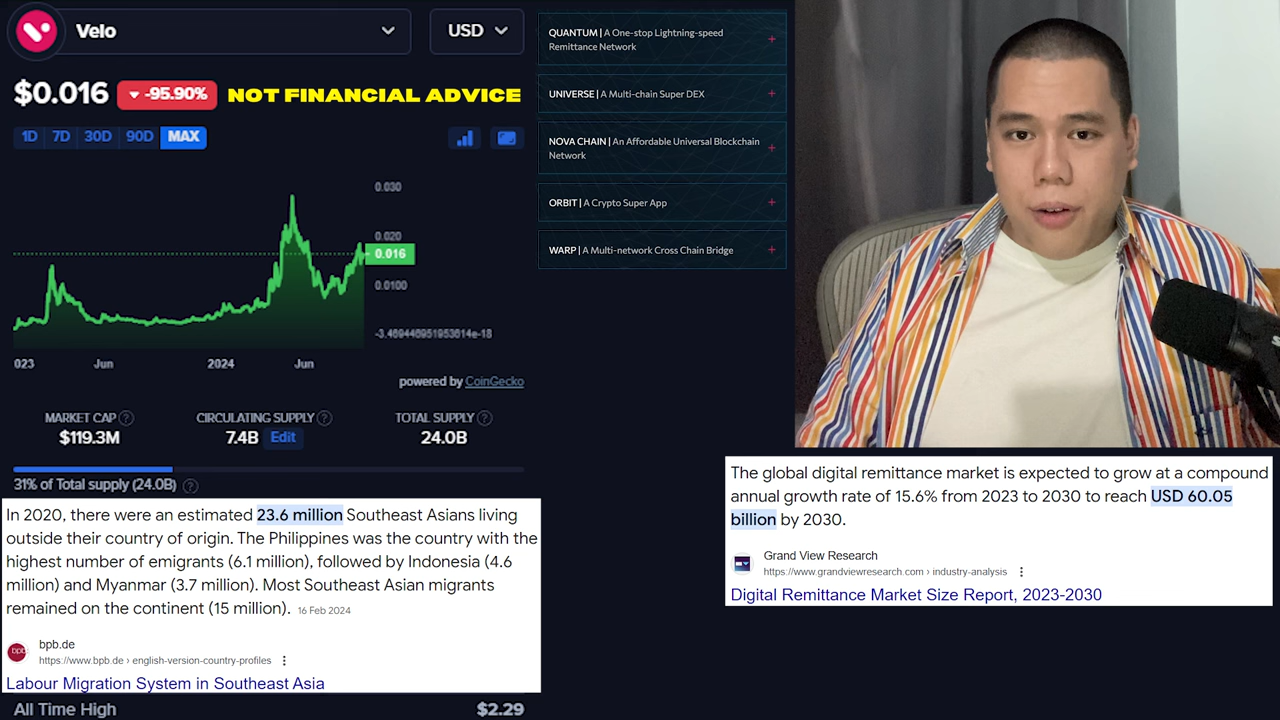 Velo
USD
$0.016
-95.90%
NOT FINANCIAL ADVICE
1D
7D
30D
90D
MAX
0.030
0.020
0.016
0.0100
-3.469446951953614e-18
023
Jun
2024
Jun
powered by CoinGecko
MARKET CAP ?
$119.3M
CIRCULATING SUPPLY ?
7.4B Edit
TOTAL SUPPLY ?
24.0B
31% of Total supply (24.0B) ?
QUANTUM | A One-stop Lightning-speed
Remittance Network
+
UNIVERSE | A Multi-chain Super DEX
+
NOVA CHAIN | An Affordable Universal Blockchain
Network
+
ORBIT | A Crypto Super App
+
WARP | A Multi-network Cross Chain Bridge
+
In 2020, there were an estimated 23.6 million Southeast Asians living
outside their country of origin. The Philippines was the country with the
highest number of emigrants (6.1 million), followed by Indonesia (4.6
million) and Myanmar (3.7 million). Most Southeast Asian migrants
remained on the continent (15 million). 16 Feb 2024
bpb
bpb.de
https://www.bpb.de › english-version-country-profiles
Labour Migration System in Southeast Asia
All Time High
$2.29
The global digital remittance market is expected to grow at a compound
annual growth rate of 15.6% from 2023 to 2030 to reach USD 60.05
billion by 2030.
Grand View Research
https://www.grandviewresearch.com › industry-analysis
Digital Remittance Market Size Report, 2023-2030